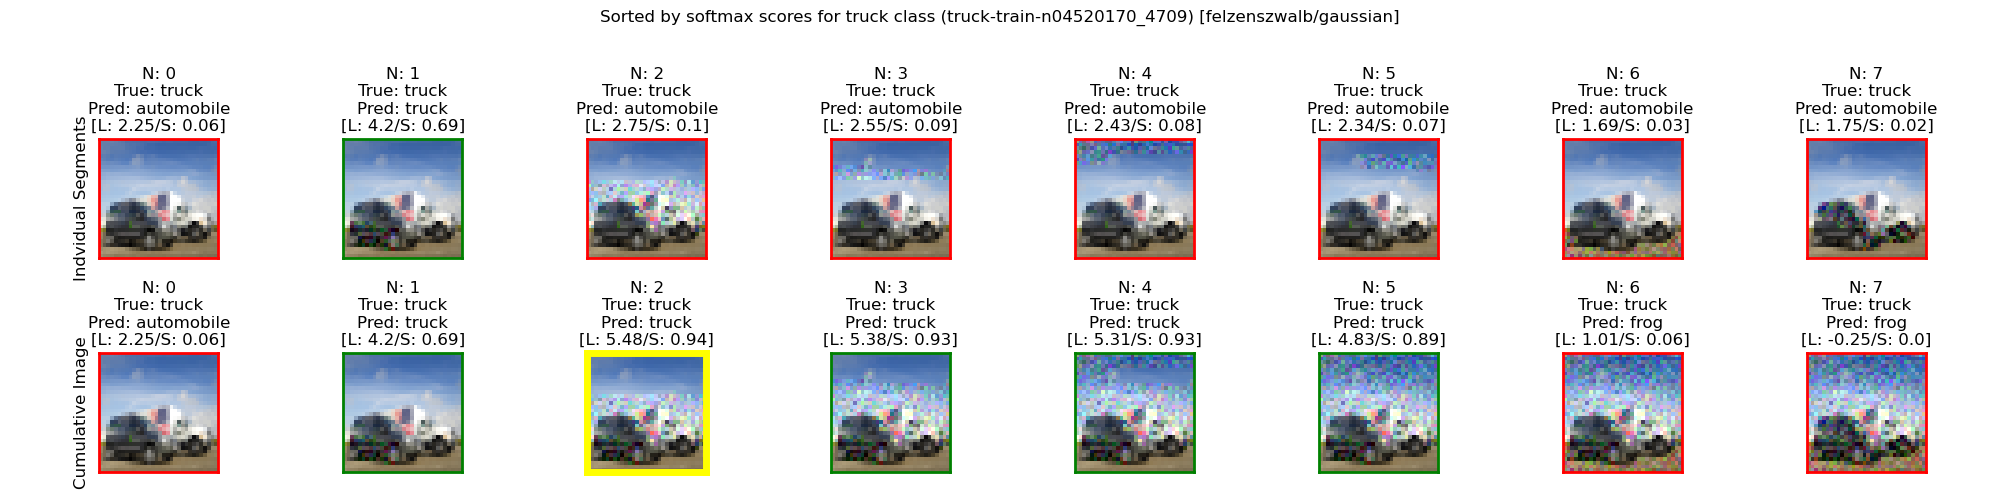 Sorted by softmax scores for truck class (truck-train-n04520170_4709) [felzenszwalb/gaussian]
Individual Segments
N: 0
True: truck
Pred: automobile
[L: 2.25/S: 0.06]
N: 1
True: truck
Pred: truck
[L: 4.2/S: 0.69]
N: 2
True: truck
Pred: automobile
[L: 2.75/S: 0.1]
N: 3
True: truck
Pred: automobile
[L: 2.55/S: 0.09]
N: 4
True: truck
Pred: automobile
[L: 2.43/S: 0.08]
N: 5
True: truck
Pred: automobile
[L: 2.34/S: 0.07]
N: 6
True: truck
Pred: automobile
[L: 1.69/S: 0.03]
N: 7
True: truck
Pred: automobile
[L: 1.75/S: 0.02]
Cumulative Image
N: 0
True: truck
Pred: automobile
[L: 2.25/S: 0.06]
N: 1
True: truck
Pred: truck
[L: 4.2/S: 0.69]
N: 2
True: truck
Pred: truck
[L: 5.48/S: 0.94]
N: 3
True: truck
Pred: truck
[L: 5.38/S: 0.93]
N: 4
True: truck
Pred: truck
[L: 5.31/S: 0.93]
N: 5
True: truck
Pred: truck
[L: 4.83/S: 0.89]
N: 6
True: truck
Pred: frog
[L: 1.01/S: 0.06]
N: 7
True: truck
Pred: frog
[L: -0.25/S: 0.0]